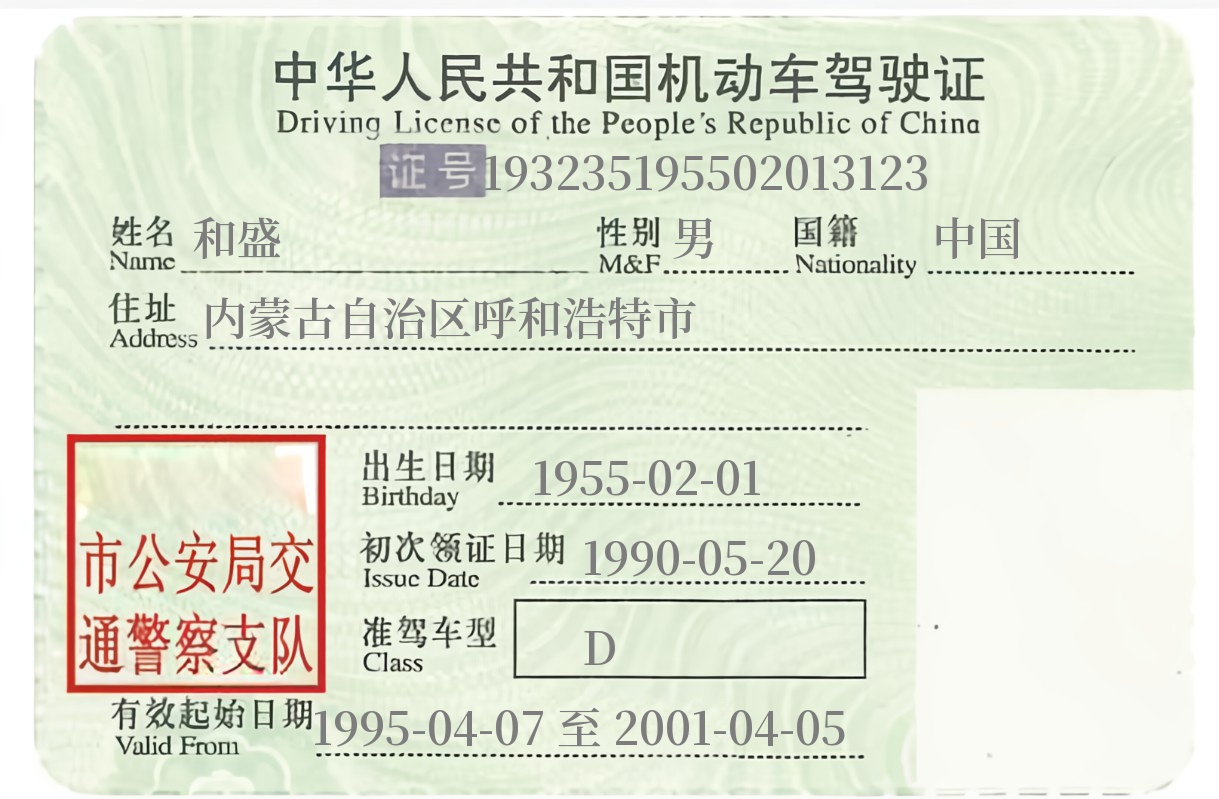 中华人民共和国机动车驾驶证
Driving License of the People's Republic of China
证号 193235195502013123
姓名 和盛 性别 男 国籍 中国
Name M&F Nationality
住址 内蒙古自治区呼和浩特市
Address
出生日期 1955-02-01
Birthday
初次领证日期 1990-05-20
Issue Date
准驾车型 D
Class
市公安局交
通警察支队
有效起始日期 1995-04-07 至 2001-04-05
Valid From